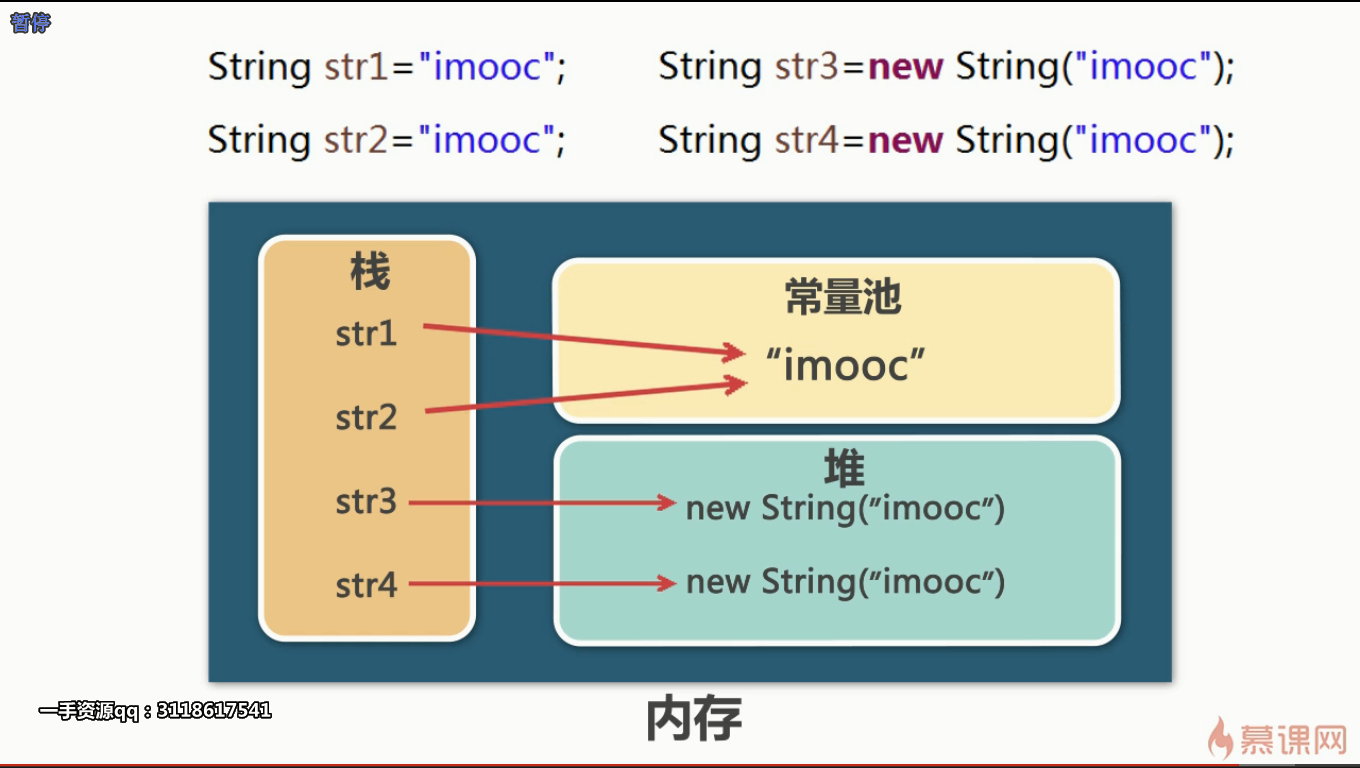 暂停
String str1="imooc"; String str3=new String("imooc");
String str2="imooc"; String str4=new String("imooc");
栈
常量池
str1
“imooc”
str2
堆
str3
new String(”imooc”)
str4
new String(”imooc”)
内存
一手资源qq：3118617541
慕课网